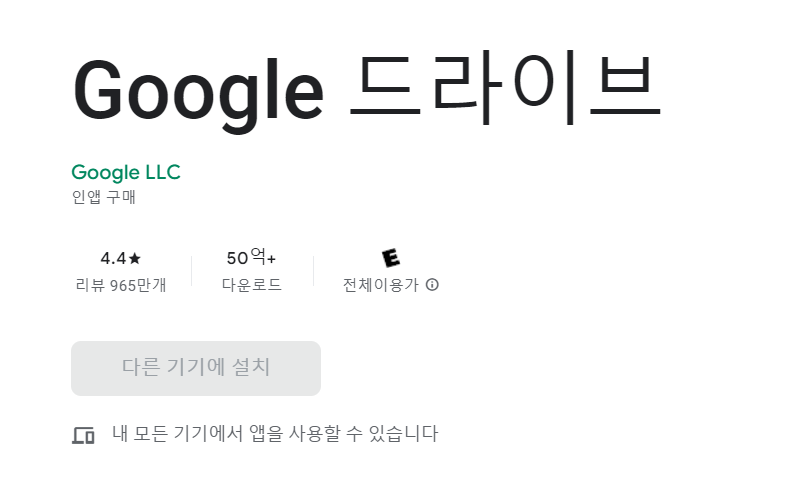 Google 드라이브
Google LLC
인앱 구매
4.4★
리뷰 965만개
50억+
다운로드
E
전체이용가
다른 기기에 설치
내 모든 기기에서 앱을 사용할 수 있습니다